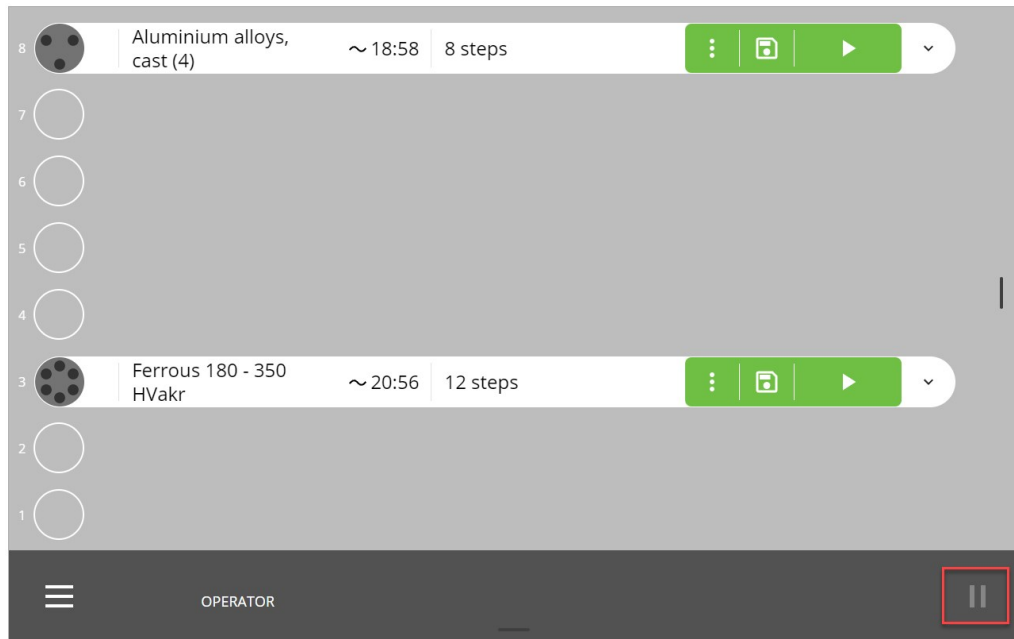 8 Aluminium alloys, cast (4) ~ 18:58 8 steps
7
6
5
4
3 Ferrous 180 - 350 HVakr ~ 20:56 12 steps
2
1
OPERATOR